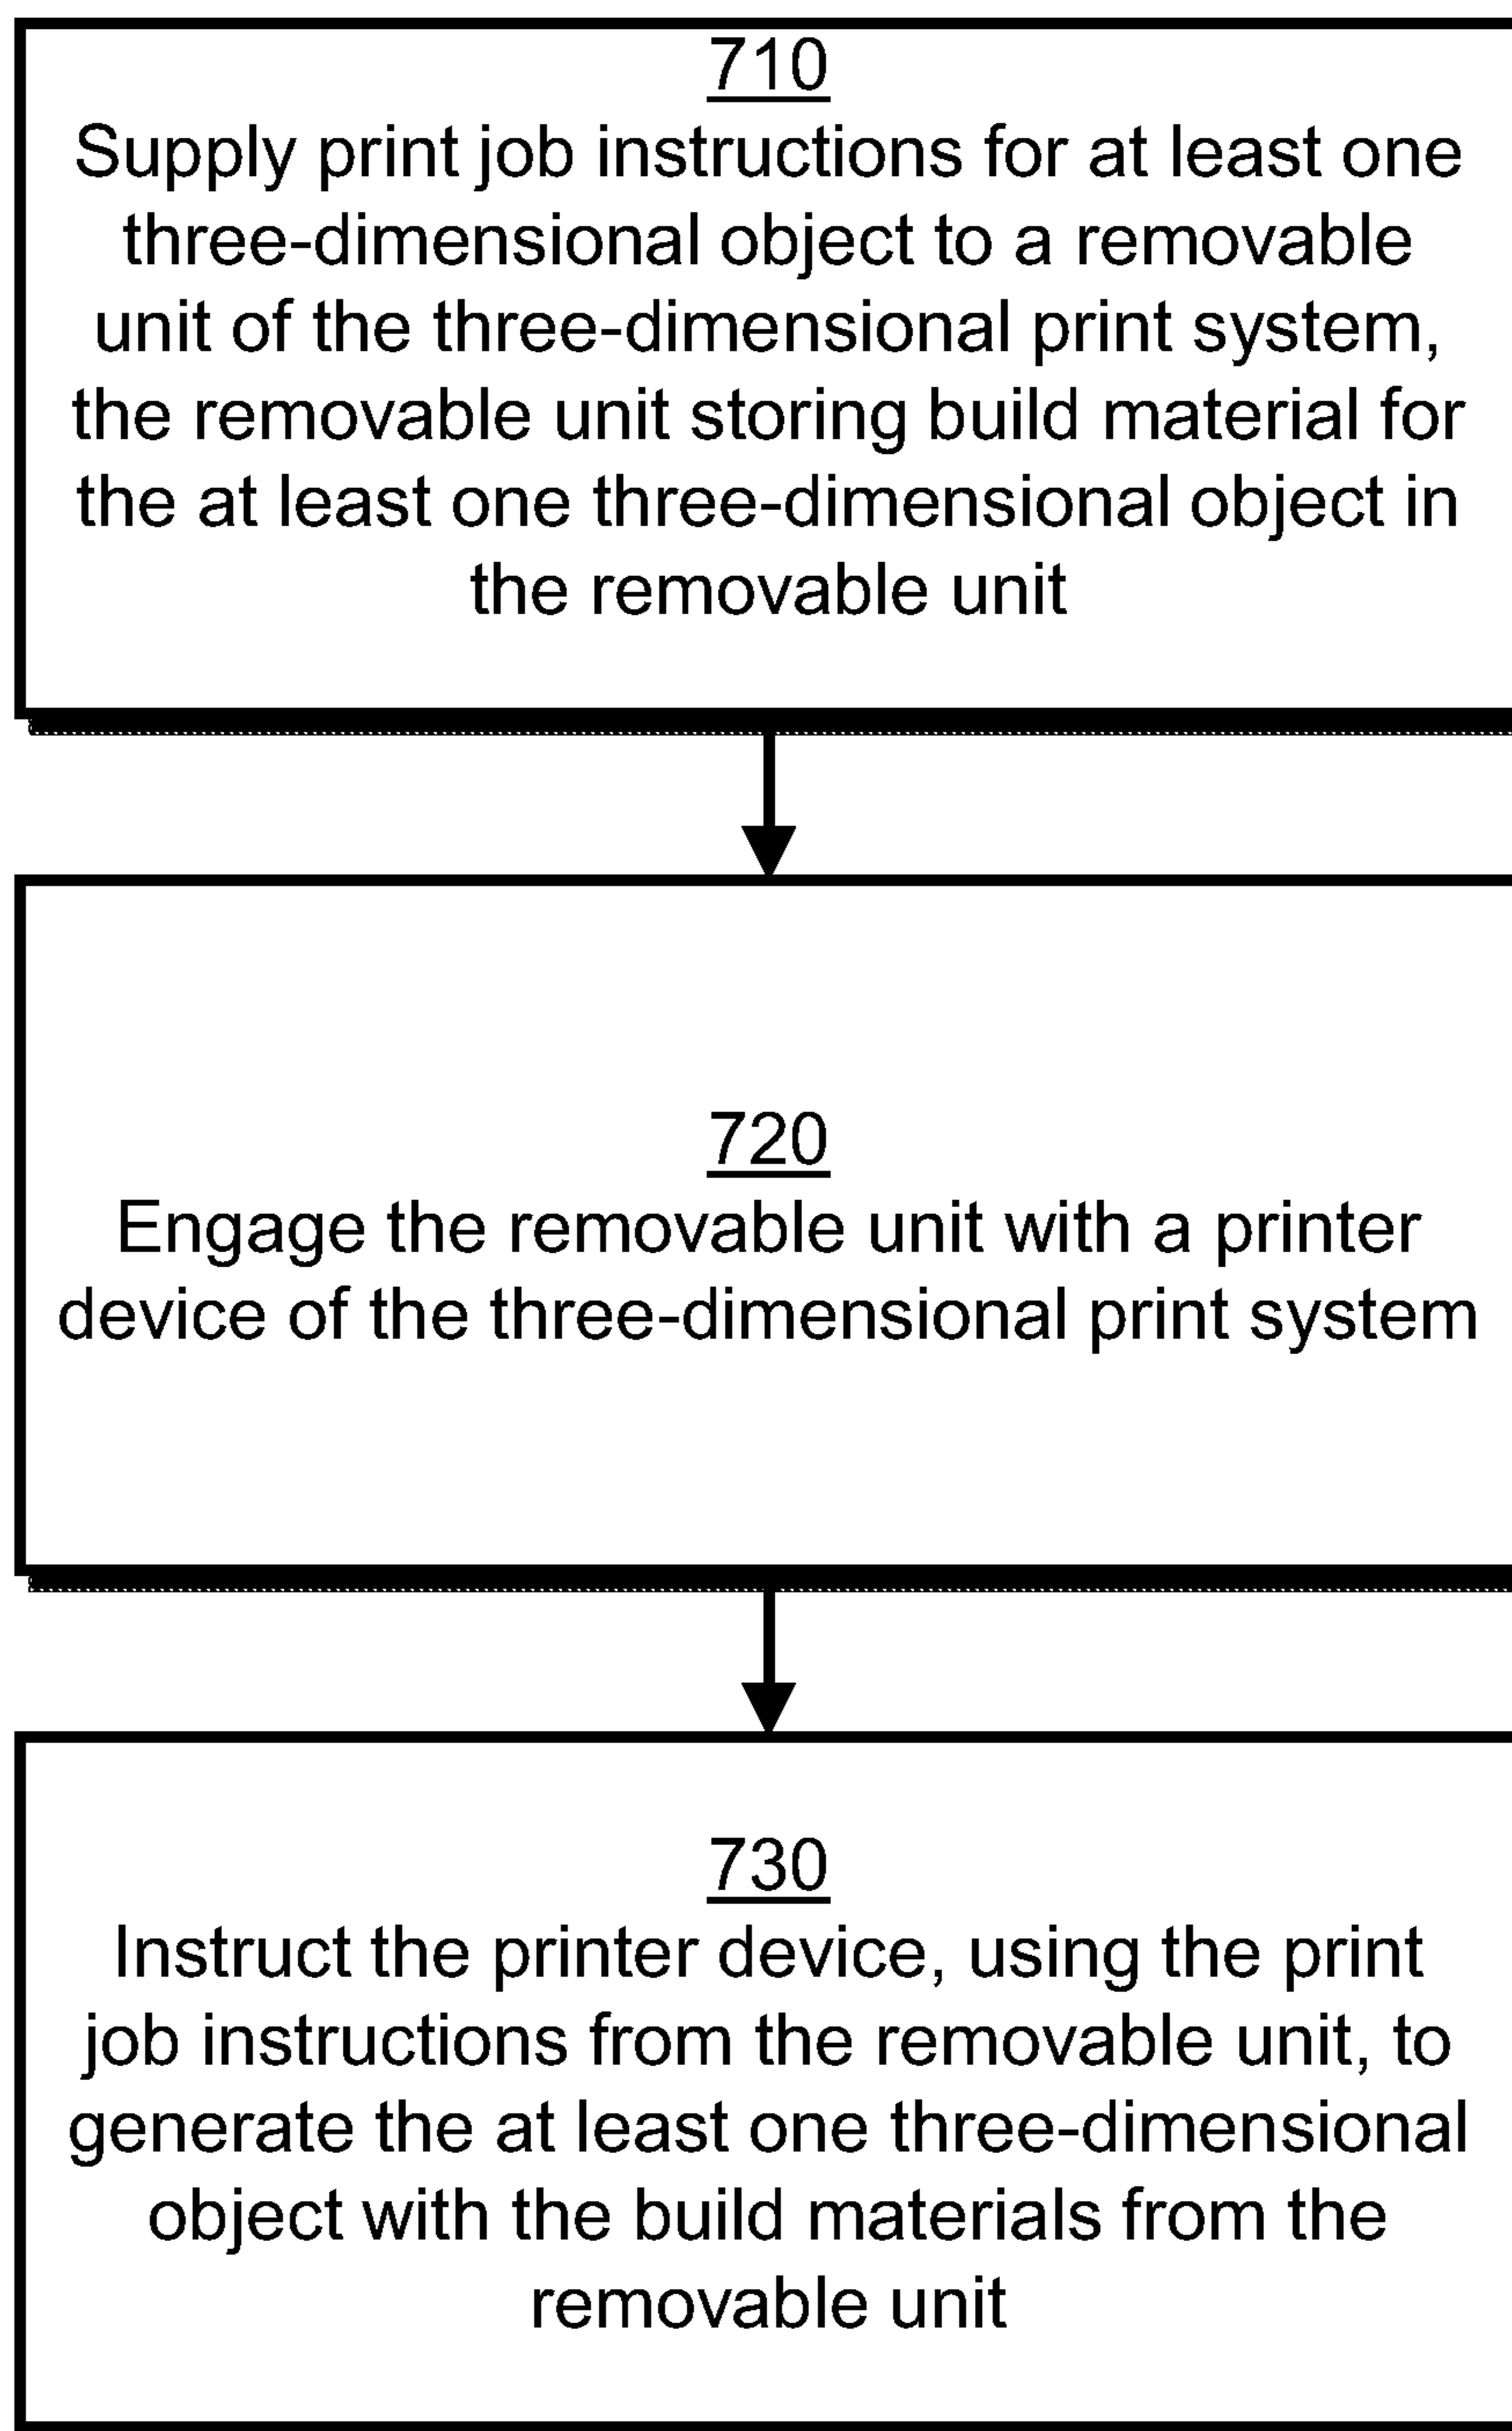 710
Supply print job instructions for at least one
three-dimensional object to a removable
unit of the three-dimensional print system,
the removable unit storing build material for
the at least one three-dimensional object in
the removable unit
720
Engage the removable unit with a printer
device of the three-dimensional print system
730
Instruct the printer device, using the print
job instructions from the removable unit, to
generate the at least one three-dimensional
object with the build materials from the
removable unit